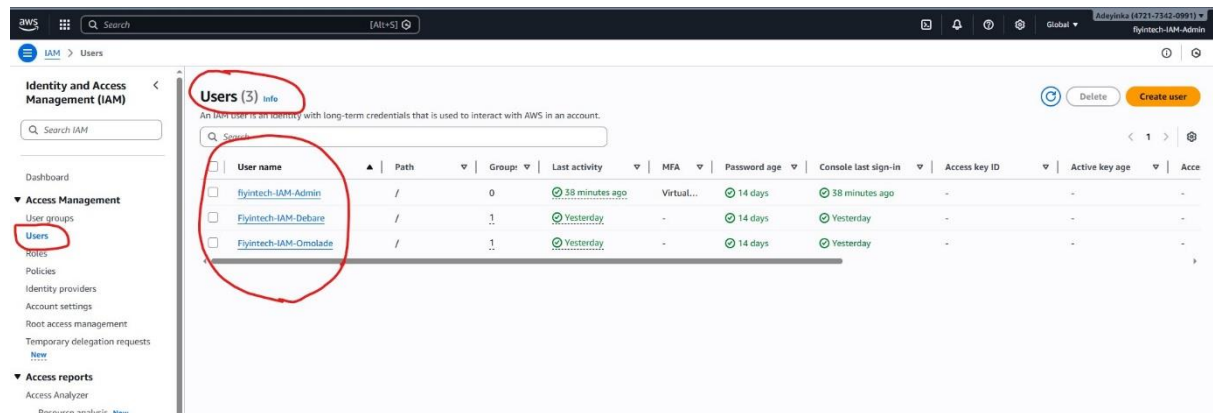 aws Search [Alt+S] Global Adeyinka (4721-7342-0991)
fiyintech-IAM-Admin
IAM > Users
Identity and Access Management (IAM)
Search IAM
Dashboard
Access Management
User groups
Users
Roles
Policies
Identity providers
Account settings
Root access management
Temporary delegation requests
New
Access reports
Access Analyzer
Resource analysis New
Users (3) Info
Delete Create user
An IAM user is an identity with long-term credentials that is used to interact with AWS in an account.
Search
1
User name Path Groups Last activity MFA Password age Console last sign-in Access key ID Active key age Acce
fiyintech-IAM-Admin / 0 38 minutes ago Virtual... 14 days 38 minutes ago - - -
Fiyintech-IAM-Debare / 1 Yesterday - 14 days Yesterday - - -
Fiyintech-IAM-Omolade / 1 Yesterday - 14 days Yesterday - - -